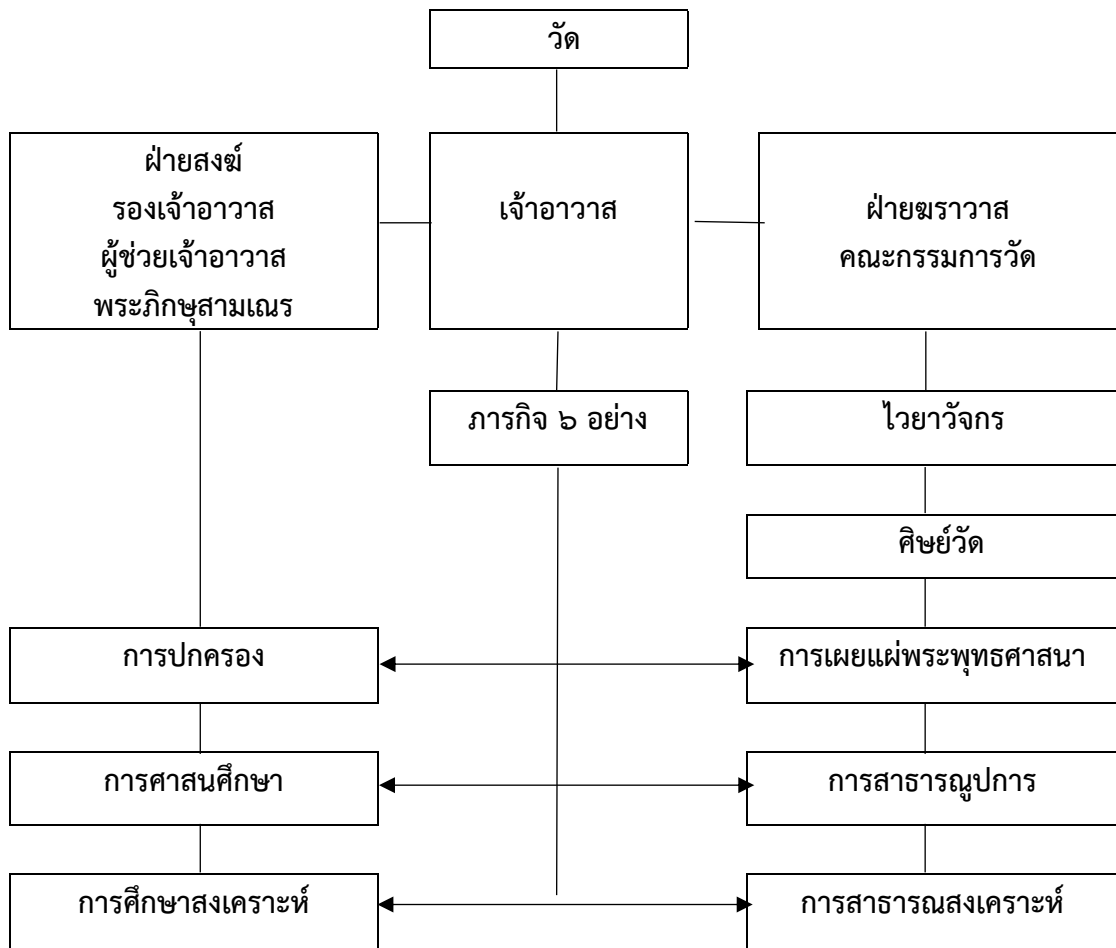 วัด
ฝ่ายสงฆ์
รองเจ้าอาวาส
ผู้ช่วยเจ้าอาวาส
พระภิกษุสามเณร
เจ้าอาวาส
ฝ่ายฆราวาส
คณะกรรมการวัด
ภารกิจ ๖ อย่าง
ไวยาวัจกร
ศิษย์วัด
การปกครอง
การเผยแผ่พระพุทธศาสนา
การศาสนศึกษา
การสาธารณูปการ
การศึกษาสงเคราะห์
การสาธารณสงเคราะห์